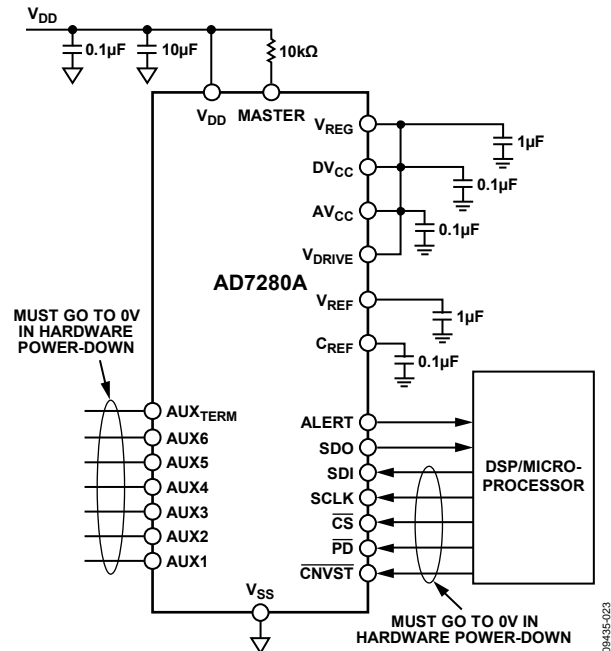 VDD
0.1µF
10µF
10kΩ
VDD MASTER
VREG
1µF
DVCC
0.1µF
AVCC
0.1µF
VDRIVE
AD7280A
VREF
1µF
CREF
0.1µF
MUST GO TO 0V
IN HARDWARE
POWER-DOWN
AUXTERM
AUX6
AUX5
AUX4
AUX3
AUX2
AUX1
ALERT
SDO
SDI
SCLK
CS
PD
CNVST
DSP/MICRO-
PROCESSOR
VSS
MUST GO TO 0V IN
HARDWARE POWER-DOWN
09435-023